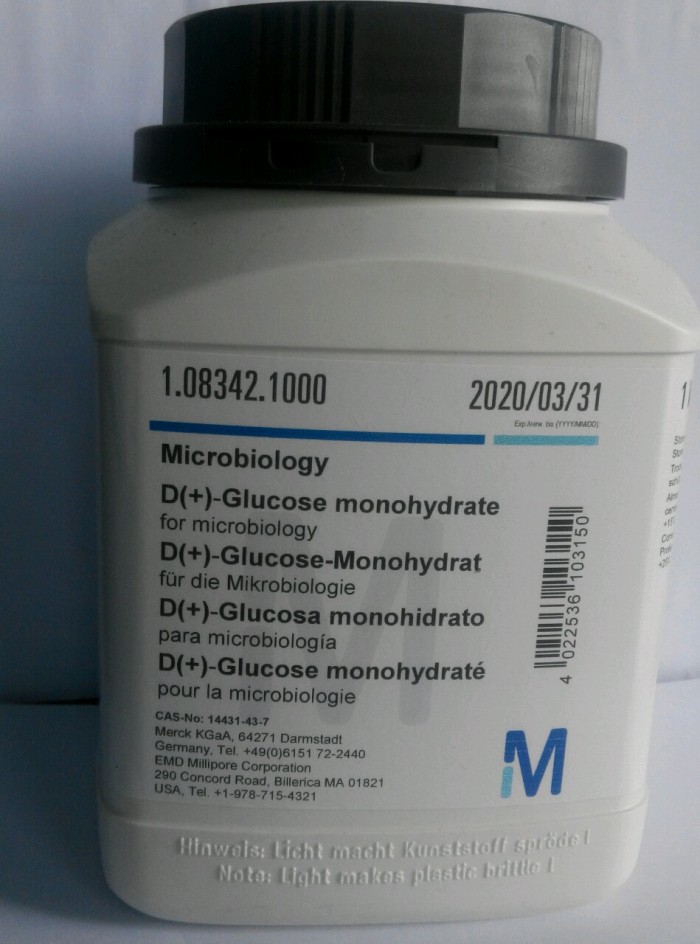 1.08342.1000
2020/03/31
Microbiology
D(+)-Glucose monohydrate
for microbiology
D(+)-Glucose-Monohydrat
für die Mikrobiologie
D(+)-Glucosa monohidrato
para microbiología
D(+)-Glucose monohydraté
pour la microbiologie
CAS-No: 14431-43-7
Merck KGaA, 64271 Darmstadt
Germany, Tel. +49(0)6151 72-2440
EMD Millipore Corporation
290 Concord Road, Billerica MA 01821
USA, Tel. +1-978-715-4321
4 022536 103150
M
Hinweis: Licht macht Kunststoff spröde !
Note: Light makes plastic brittle !